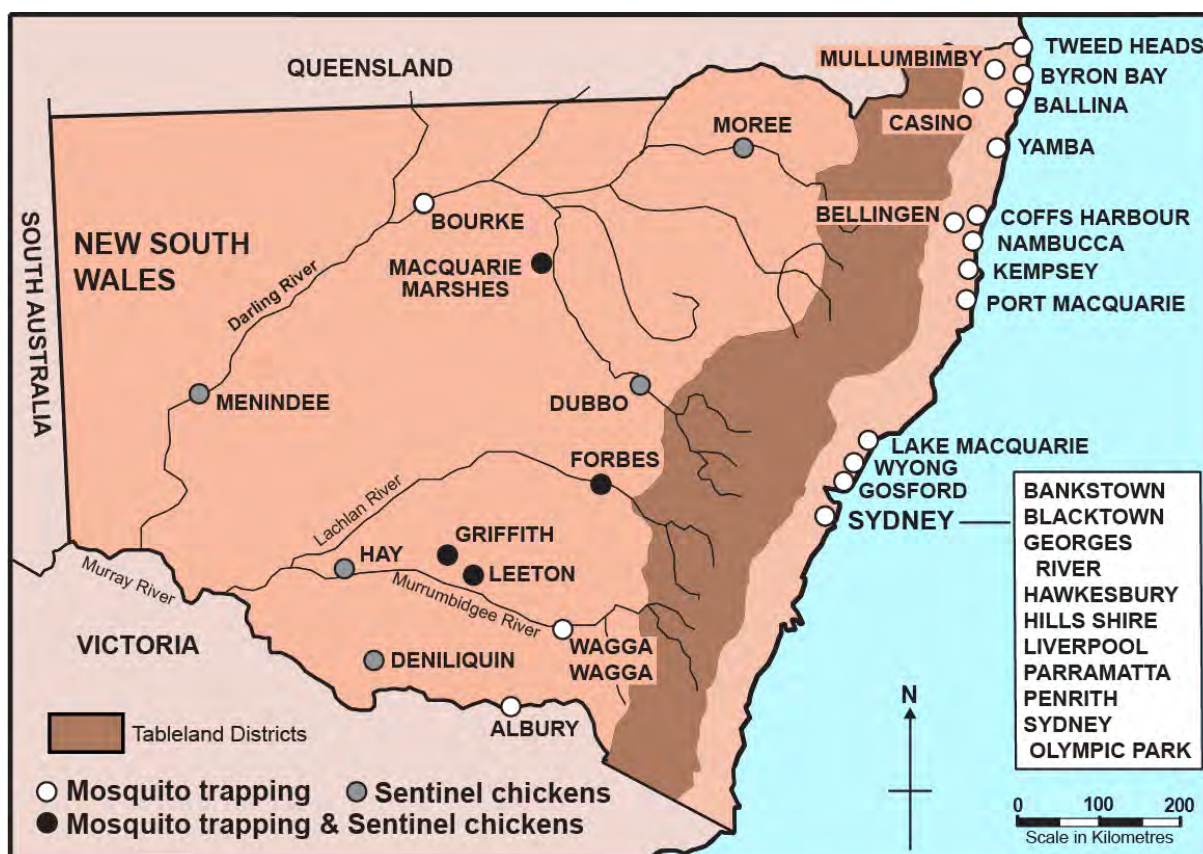 QUEENSLAND
MULLUMBIMBY
TWEED HEADS
BYRON BAY
BALLINA
CASINO
MOREE
YAMBA
SOUTH AUSTRALIA
NEW SOUTH
WALES
BOURKE
BELLINGEN
COFFS HARBOUR
NAMBUCCA
MACQUARIE
MARSHES
KEMPSEY
PORT MACQUARIE
Darling River
MENINDEE
DUBBO
LAKE MACQUARIE
WYONG
GOSFORD
SYDNEY
FORBES
Lachlan River
GRIFFITH
HAY
LEETON
Murray River
Murrumbidgee River
VICTORIA
WAGGA
WAGGA
DENILIQUIN
ALBURY
BANKSTOWN
BLACKTOWN
GEORGES
RIVER
HAWKESBURY
HILLS SHIRE
LIVERPOOL
PARRAMATTA
PENRITH
SYDNEY
OLYMPIC PARK
N
Tableland Districts
Mosquito trapping
Sentinel chickens
Mosquito trapping & Sentinel chickens
0 100 200
Scale in Kilometres